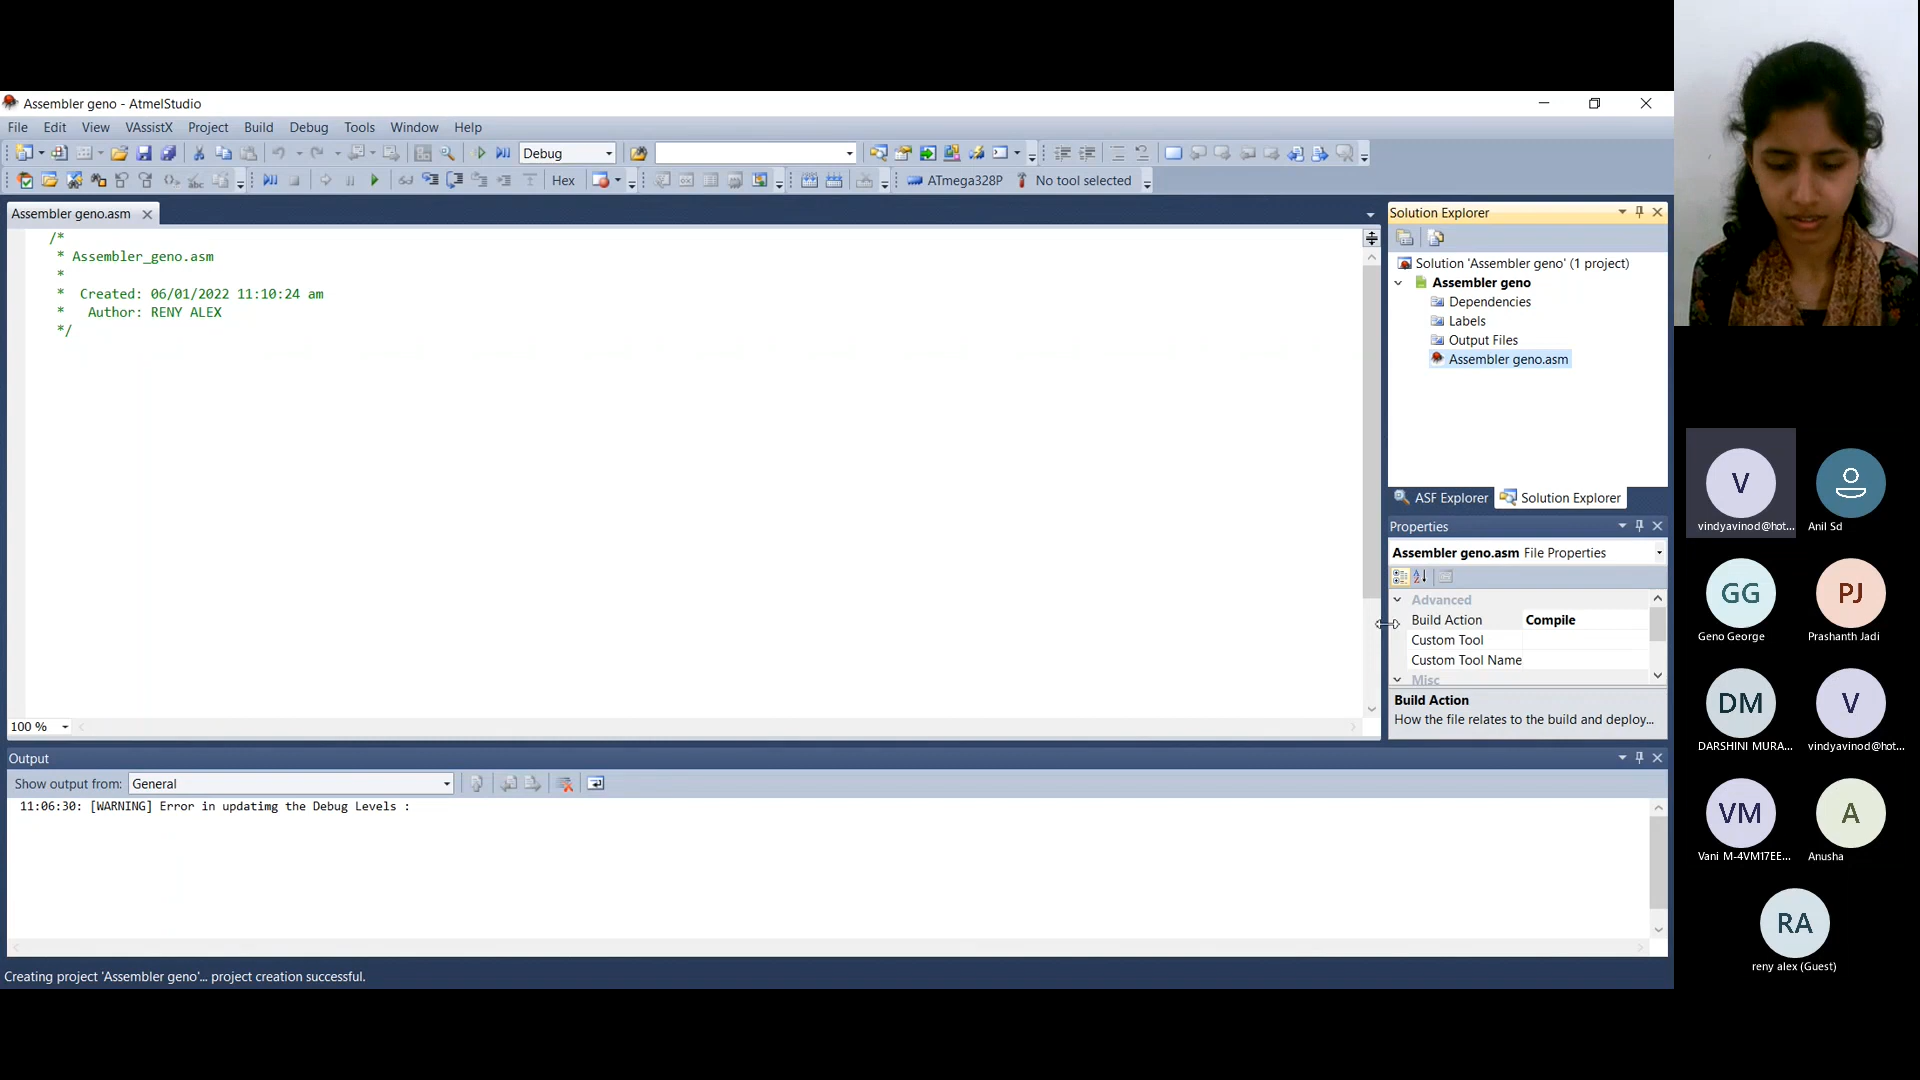 Assembler geno - AtmelStudio
File Edit View VAssistX Project Build Debug Tools Window Help
Debug
Hex ATmega328P No tool selected
Assembler geno.asm
/*
* Assembler_geno.asm
*
* Created: 06/01/2022 11:10:24 am
* Author: RENY ALEX
*/
100 %
Solution Explorer
Solution 'Assembler geno' (1 project)
Assembler geno
Dependencies
Labels
Output Files
Assembler geno.asm
ASF Explorer Solution Explorer
Properties
Assembler geno.asm File Properties
Advanced
Build Action Compile
Custom Tool
Custom Tool Name
Misc
Build Action
How the file relates to the build and deploy...
Output
Show output from: General
11:06:30: [WARNING] Error in updatimg the Debug Levels :
Creating project 'Assembler geno'... project creation successful.
V
vindyavinod@hot... Anil Sd
GG PJ
Geno George Prashanth Jadi
DM V
DARSHINI MURA... vindyavinod@hot...
VM A
Vani M-4VM17EE... Anusha
RA
reny alex (Guest)